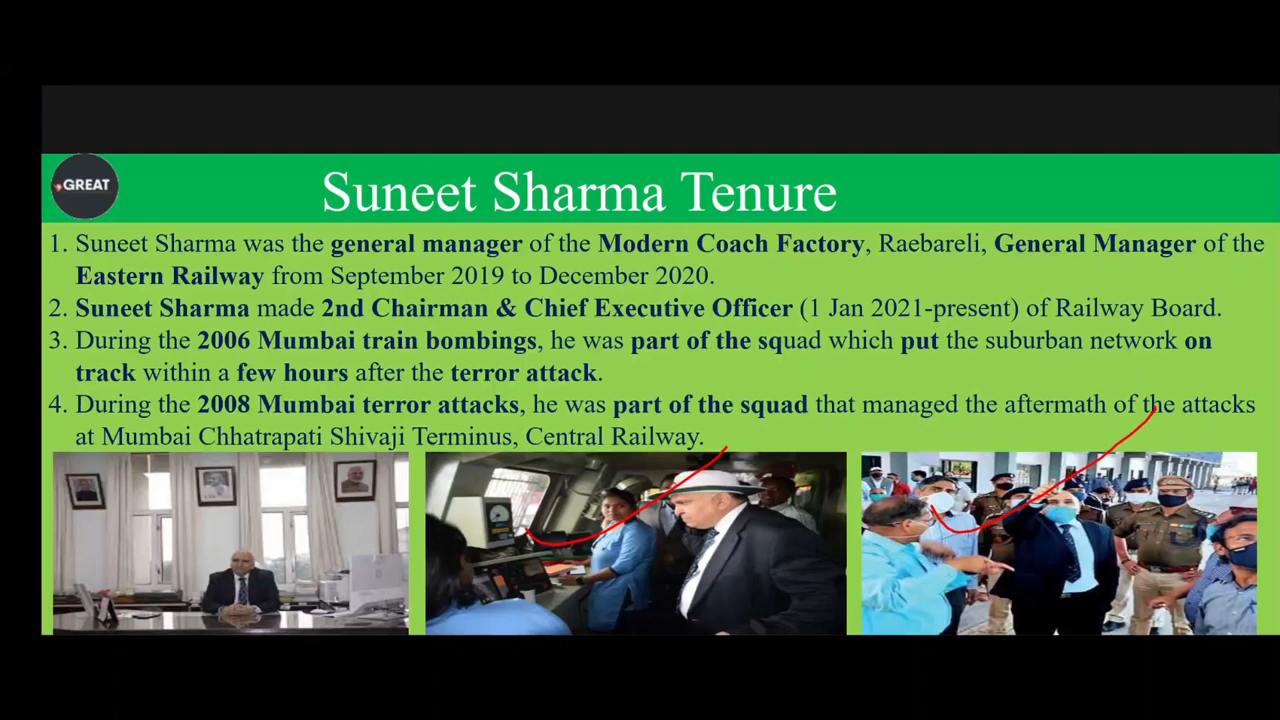 GREAT
Suneet Sharma Tenure
1. Suneet Sharma was the general manager of the Modern Coach Factory, Raebareli, General Manager of the
Eastern Railway from September 2019 to December 2020.
2. Suneet Sharma made 2nd Chairman & Chief Executive Officer (1 Jan 2021-present) of Railway Board.
3. During the 2006 Mumbai train bombings, he was part of the squad which put the suburban network on
track within a few hours after the terror attack.
4. During the 2008 Mumbai terror attacks, he was part of the squad that managed the aftermath of the attacks
at Mumbai Chhatrapati Shivaji Terminus, Central Railway.